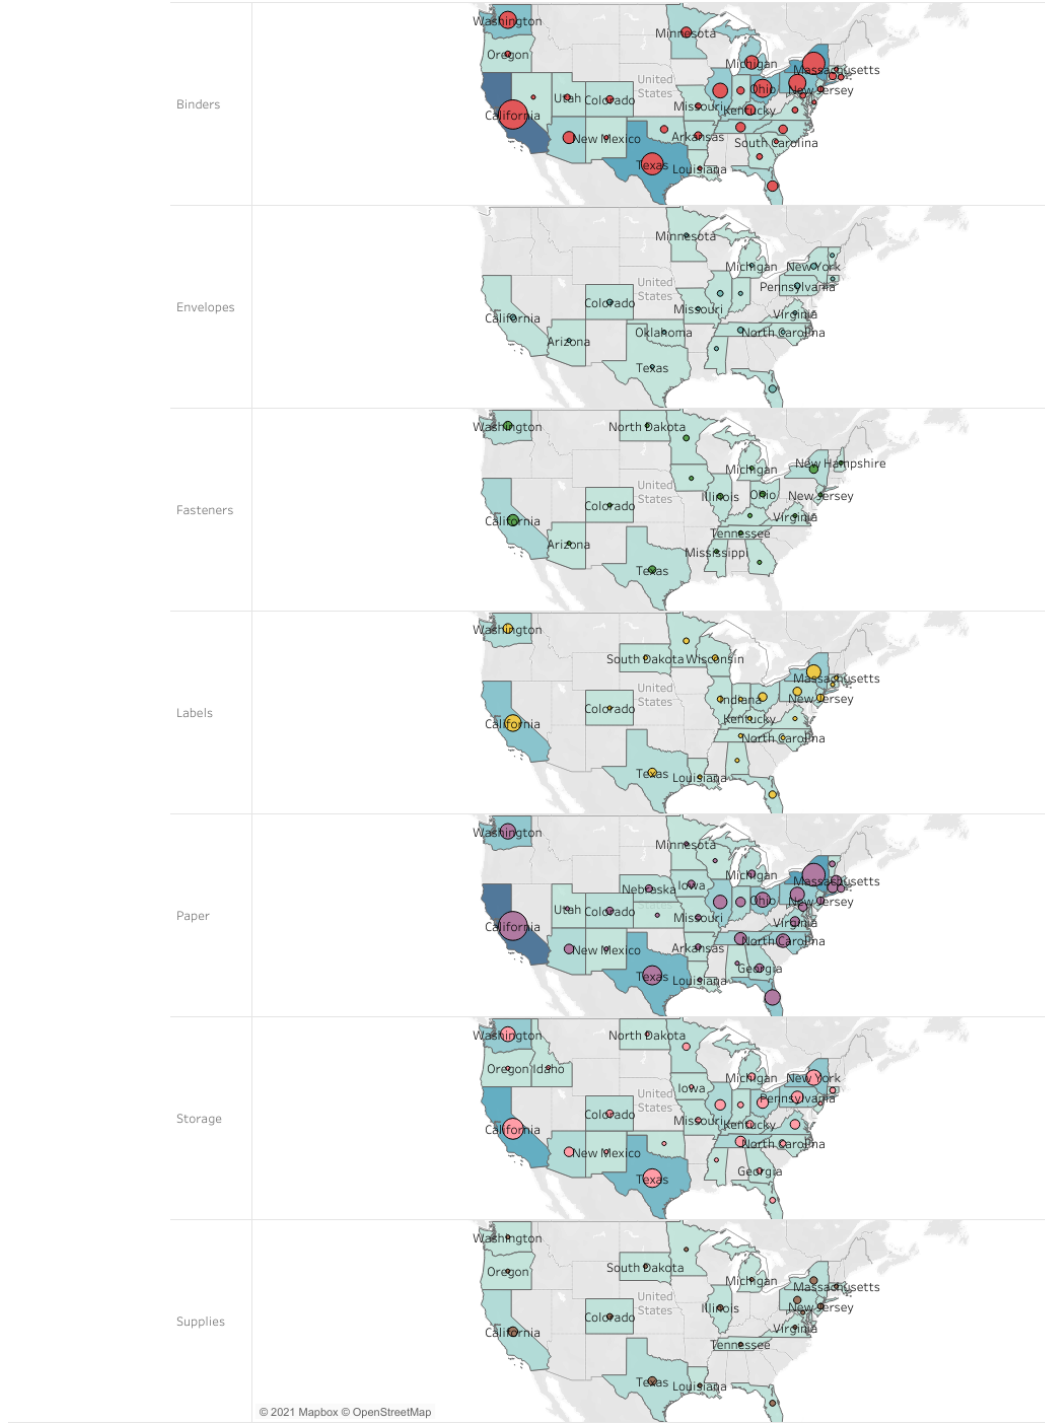 Binders
Washington
Minnesota
Oregon
Michigan
Massachusetts
United
States
Ohio
New Jersey
Utah
Colorado
Missouri
Kentucky
California
New Mexico
Arkansas
South Carolina
Texas
Louisiana
Envelopes
Minnesota
Michigan
New York
United
States
Pennsylvania
Colorado
Missouri
Virginia
California
Oklahoma
North Carolina
Arizona
Texas
Fasteners
Washington
North Dakota
New Hampshire
Michigan
United
States
Illinois
Ohio
New Jersey
Colorado
Virginia
California
Tennessee
Arizona
Mississippi
Texas
Labels
Washington
South Dakota
Wisconsin
Massachusetts
United
States
Indiana
New Jersey
Colorado
Kentucky
California
North Carolina
Texas
Louisiana
Paper
Washington
Minnesota
Michigan
Massachusetts
Nebraska
Iowa
States
Ohio
New Jersey
Utah
Colorado
Missouri
Virginia
California
North Carolina
New Mexico
Arkansas
Georgia
Texas
Louisiana
Storage
Washington
North Dakota
Oregon
Idaho
Michigan
New York
Iowa
United
States
Pennsylvania
Colorado
Missouri
Kentucky
California
North Carolina
New Mexico
Georgia
Texas
Supplies
Washington
South Dakota
Oregon
Michigan
Massachusetts
United
States
Illinois
New Jersey
Colorado
Virginia
California
Tennessee
Texas
Louisiana
© 2021 Mapbox © OpenStreetMap